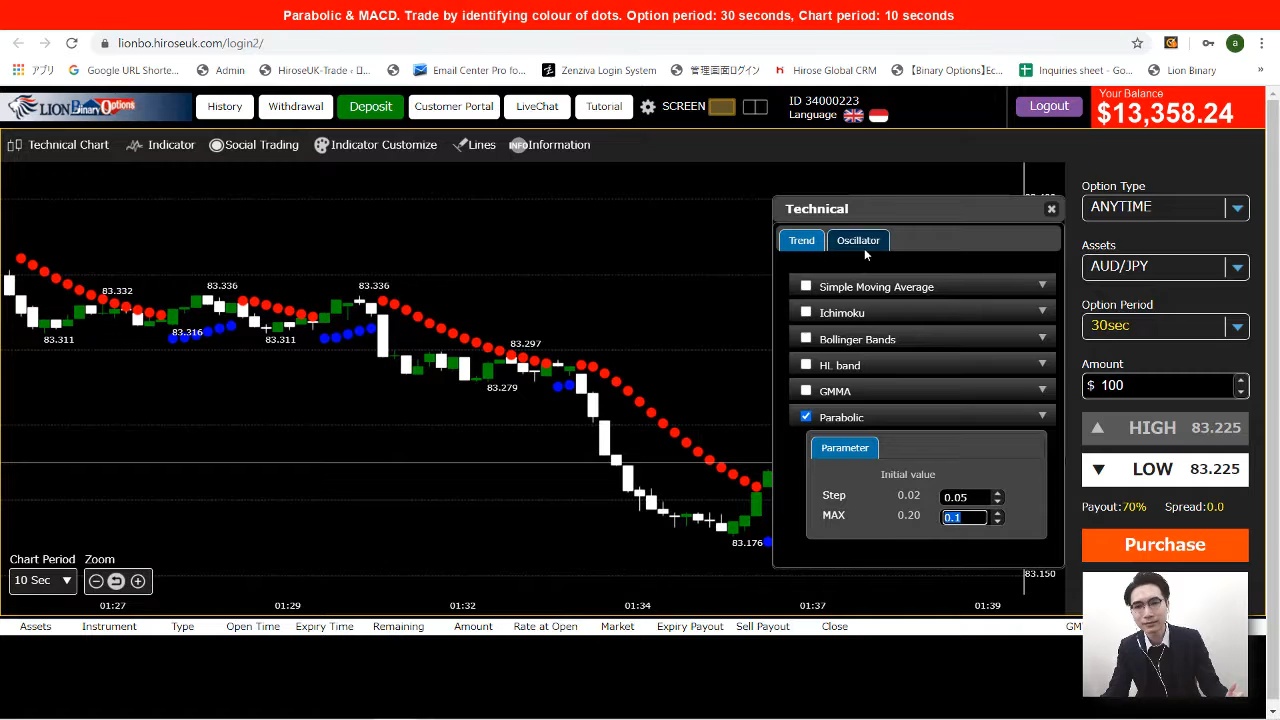 Parabolic & MACD. Trade by identifying colour of dots. Option period: 30 seconds, Chart period: 10 seconds
lionbo.hiroseuk.com/login2/
a
アプリ Google URL Shorte... Admin HiroseUK-Trade ‹ ロ... Email Center Pro fo... Zenziva Login System 管理画面ログイン Hirose Global CRM 【Binary Options】Ec... Inquiries sheet - Go... Lion Binary »
LION Binary Options History Withdrawal Deposit Customer Portal LiveChat Tutorial SCREEN ID 34000223 Logout Your Balance
Language $13,358.24
Technical Chart Indicator Social Trading Indicator Customize Lines INFO Information
Technical
Trend Oscillator
Simple Moving Average
Ichimoku
Bollinger Bands
HL band
GMMA
Parabolic
Parameter
Initial value
Step 0.02 0.05
MAX 0.20 0.1
83.332
83.336
83.336
83.316
83.311
83.311
83.297
83.279
83.176
83.150
Chart Period Zoom
10 Sec
01:27 01:29 01:32 01:34 01:37 01:39
Option Type
ANYTIME
Assets
AUD/JPY
Option Period
30sec
Amount
$ 100
HIGH 83.225
LOW 83.225
Payout:70% Spread:0.0
Purchase
Assets Instrument Type Open Time Expiry Time Remaining Amount Rate at Open Market Expiry Payout Sell Payout Close